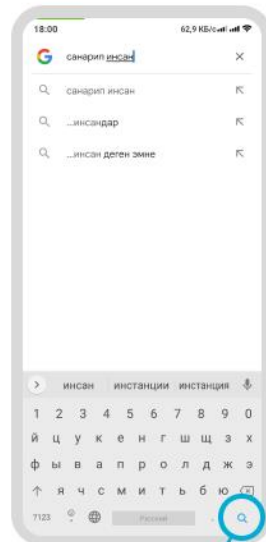 18:00 62,9 КБ/с
санарип инсан
санарип инсан
...инсандар
...инсан деген эмне
инсан инстанции инстанция
1 2 3 4 5 6 7 8 9 0
й ц у к е н г ш щ з х
ф ы в а п р о л д ж э
я ч с м и т ь б ю
?123 Русский .